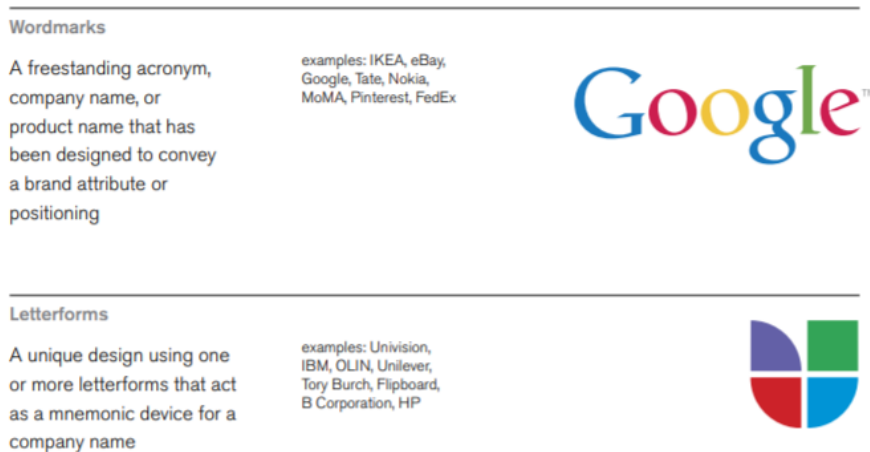 Wordmarks
A freestanding acronym,
company name, or
product name that has
been designed to convey
a brand attribute or
positioning
examples: IKEA, eBay,
Google, Tate, Nokia,
MoMA, Pinterest, FedEx
Google™
Letterforms
A unique design using one
or more letterforms that act
as a mnemonic device for a
company name
examples: Univision,
IBM, OLIN, Unilever,
Tory Burch, Flipboard,
B Corporation, HP